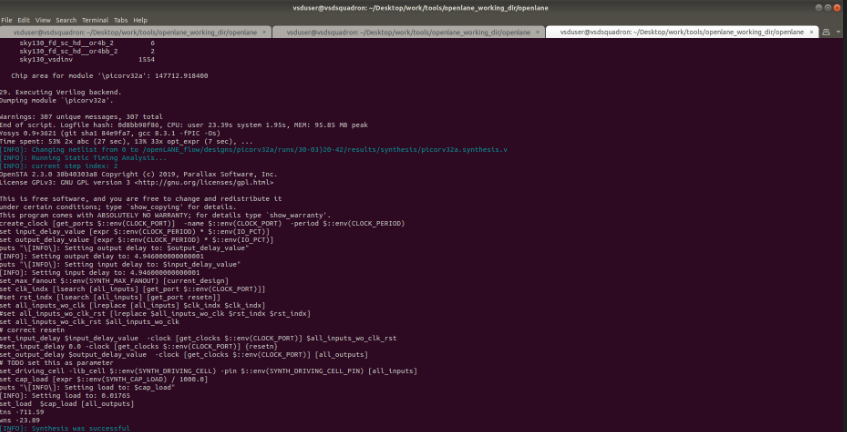 vsduser@vsdsquadron: ~/Desktop/work/tools/openlane_working_dir/openlane
File Edit View Search Terminal Tabs Help
vsduser@vsdsquadron: ~/Desktop/work/tools/openlane_working_dir/openlane × vsduser@vsdsquadron: ~/Desktop/work/tools/openlane_working_dir/openlane × vsduser@vsdsquadron: ~/Desktop/work/tools/openlane_working_dir/openlane ×
sky130_fd_sc_hd__or4b_2 6
sky130_fd_sc_hd__or4bb_2 2
sky130_vsdinv 1554
Chip area for module '\picorv32a': 147712.918400
29. Executing Verilog backend.
Dumping module `\picorv32a'.
Warnings: 307 unique messages, 307 total
End of script. Logfile hash: 0d8bb90f86, CPU: user 23.39s system 1.95s, MEM: 95.85 MB peak
Yosys 0.9+3621 (git sha1 84e9fa7, gcc 8.3.1 -fPIC -Os)
Time spent: 53% 2x abc (27 sec), 13% 33x opt_expr (7 sec), ...
[INFO]: Changing netlist from 0 to /openLANE_flow/designs/picorv32a/runs/30-03_20-42/results/synthesis/picorv32a.synthesis.v
[INFO]: Running Static Timing Analysis...
[INFO]: current step index: 2
OpenSTA 2.3.0 38b40303a8 Copyright (c) 2019, Parallax Software, Inc.
License GPLv3: GNU GPL version 3 <http://gnu.org/licenses/gpl.html>
This is free software, and you are free to change and redistribute it
under certain conditions; type `show_copying' for details.
This program comes with ABSOLUTELY NO WARRANTY; for details type `show_warranty'.
create_clock [get_ports $::env(CLOCK_PORT)] -name $::env(CLOCK_PORT) -period $::env(CLOCK_PERIOD)
set input_delay_value [expr $::env(CLOCK_PERIOD) * $::env(IO_PCT)]
set output_delay_value [expr $::env(CLOCK_PERIOD) * $::env(IO_PCT)]
puts "\[INFO\]: Setting output delay to: $output_delay_value"
[INFO]: Setting output delay to: 4.946000000000001
puts "\[INFO\]: Setting input delay to: $input_delay_value"
[INFO]: Setting input delay to: 4.946000000000001
set_max_fanout $::env(SYNTH_MAX_FANOUT) [current_design]
set clk_indx [lsearch [all_inputs] [get_port $::env(CLOCK_PORT)]]
#set rst_indx [lsearch [all_inputs] [get_port resetn]]
set all_inputs_wo_clk [lreplace [all_inputs] $clk_indx $clk_indx]
#set all_inputs_wo_clk_rst [lreplace $all_inputs_wo_clk $rst_indx $rst_indx]
set all_inputs_wo_clk_rst $all_inputs_wo_clk
# correct resetn
set_input_delay $input_delay_value -clock [get_clocks $::env(CLOCK_PORT)] $all_inputs_wo_clk_rst
#set_input_delay 0.0 -clock [get_clocks $::env(CLOCK_PORT)] {resetn}
set_output_delay $output_delay_value -clock [get_clocks $::env(CLOCK_PORT)] [all_outputs]
# TODO set this as parameter
set_driving_cell -lib_cell $::env(SYNTH_DRIVING_CELL) -pin $::env(SYNTH_DRIVING_CELL_PIN) [all_inputs]
set cap_load [expr $::env(SYNTH_CAP_LOAD) / 1000.0]
puts "\[INFO\]: Setting load to: $cap_load"
[INFO]: Setting load to: 0.01765
set_load $cap_load [all_outputs]
tns -711.59
wns -23.89
[INFO]: Synthesis was successful